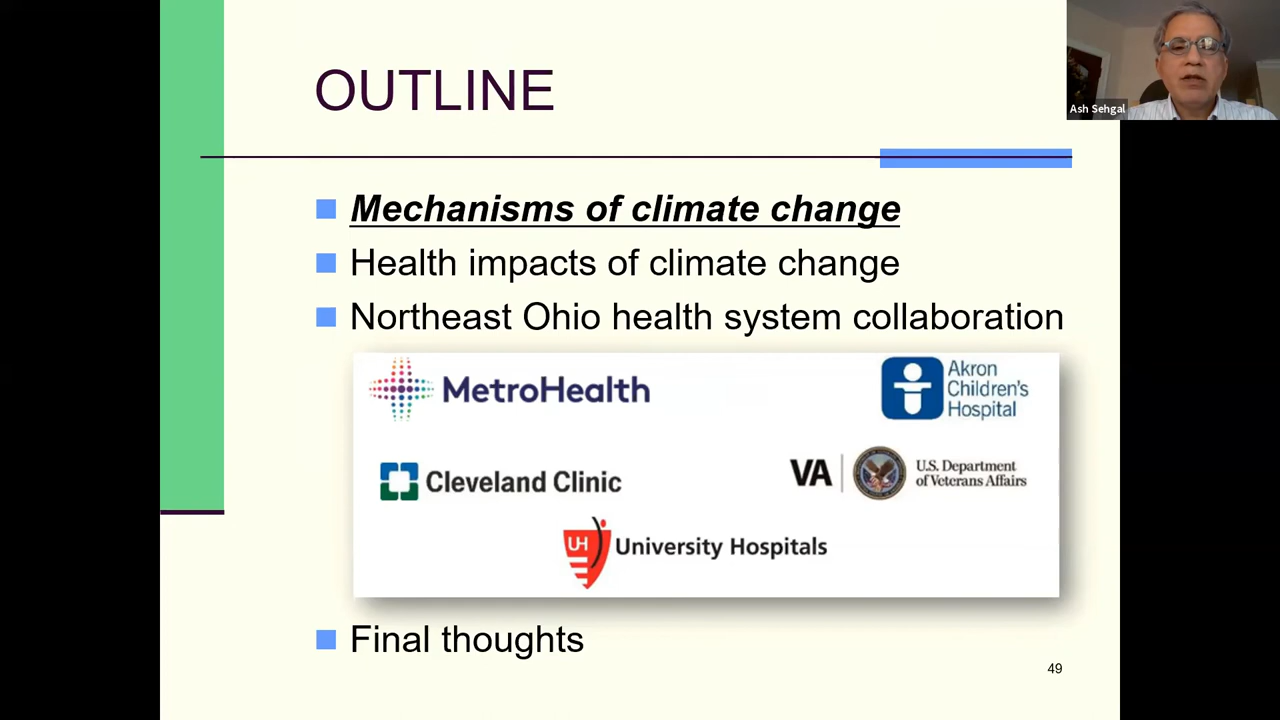 OUTLINE
Ash Sehgal
Mechanisms of climate change
Health impacts of climate change
Northeast Ohio health system collaboration
MetroHealth
Akron
Children's
Hospital
Cleveland Clinic
VA
U.S. Department
of Veterans Affairs
UH
University Hospitals
Final thoughts
49